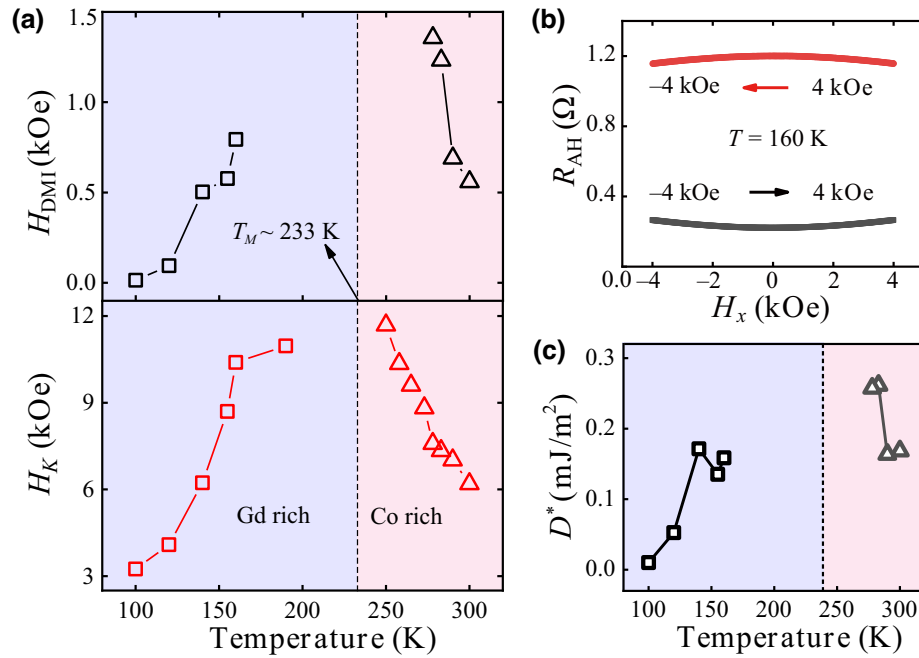 (a)
1.5
1.0
0.5
0.0
H_DMI (kOe)
T_M ~ 233 K
12
9
6
3
H_K (kOe)
Gd rich
Co rich
100
150
200
250
300
Temperature (K)
(b)
1.2
0.8
0.4
0.0
R_AH (Ω)
−4 kOe
4 kOe
T = 160 K
−4 kOe
4 kOe
−4
−2
0
2
4
H_x (kOe)
(c)
0.3
0.2
0.1
0.0
D* (mJ/m²)
100
150
200
250
300
Temperature (K)